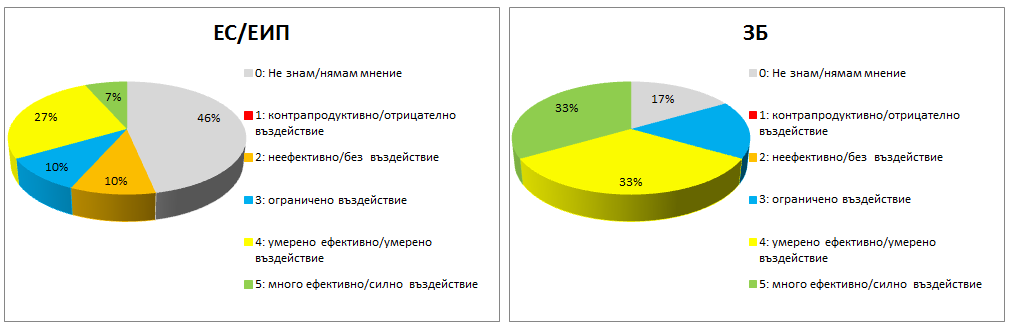 ЕС/ЕИП
46%
10%
10%
27%
7%
0: Не знам/нямам мнение
1: контрапродуктивно/отрицателно
въздействие
2: неефективно/без въздействие
3: ограничено въздействие
4: умерено ефективно/умерено
въздействие
5: много ефективно/силно въздействие
ЗБ
17%
33%
33%
0: Не знам/нямам мнение
1: контрапродуктивно/отрицателно
въздействие
2: неефективно/без въздействие
3: ограничено въздействие
4: умерено ефективно/умерено
въздействие
5: много ефективно/силно въздействие